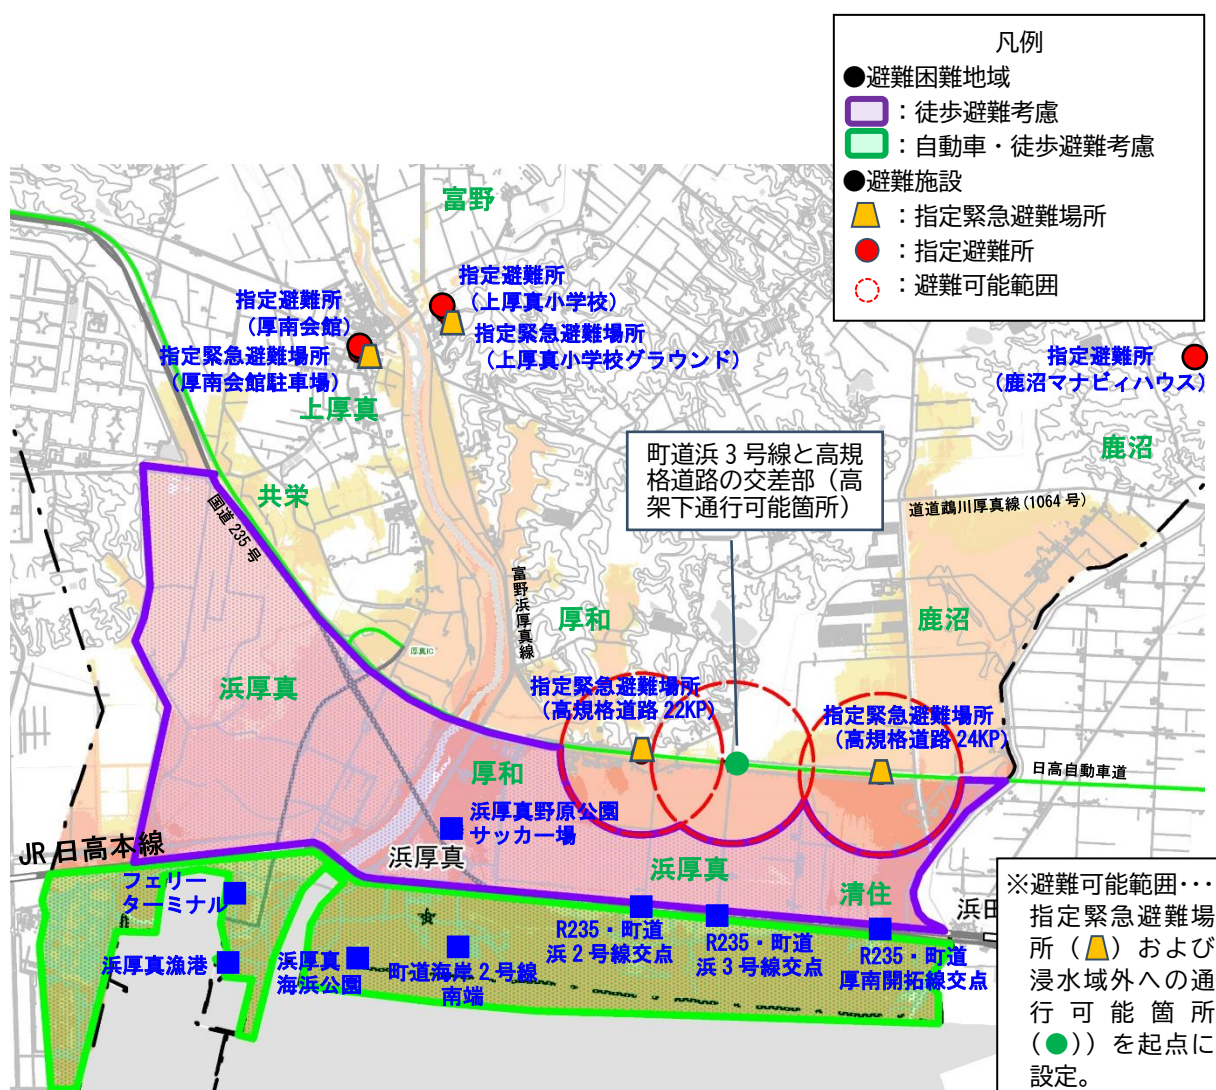 凡例
●避難困難地域
：徒歩避難考慮
：自動車・徒歩避難考慮
●避難施設
：指定緊急避難場所
：指定避難所
：避難可能範囲
富野
指定避難所
（上厚真小学校）
指定避難所
（厚南会館）
指定緊急避難場所
（上厚真小学校グラウンド）
指定緊急避難場所
（厚南会館駐車場）
指定避難所
（鹿沼マナビィハウス）
上厚真
町道浜３号線と高規
格道路の交差部（高
架下通行可能箇所）
鹿沼
共栄
国道235号
道道鵡川厚真線(1064号)
富野浜厚真線
厚和
鹿沼
厚真IC
浜厚真
指定緊急避難場所
（高規格道路22KP）
指定緊急避難場所
（高規格道路24KP）
厚和
日高自動車道
浜厚真野原公園
サッカー場
JR日高本線
浜厚真
浜厚真
清住
フェリー
ターミナル
浜田
R235・町道
浜２号線交点
R235・町道
浜３号線交点
R235・町道
厚南開拓線交点
浜厚真漁港
浜厚真
海浜公園
町道海岸２号線
南端
※避難可能範囲･･･
指定緊急避難場
所（ ）および
浸水域外への通
行可能箇所
（●））を起点に
設定。